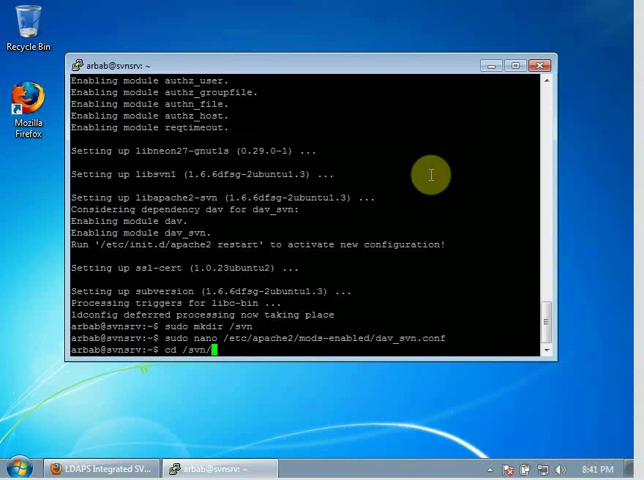 Recycle Bin
Mozilla
Firefox
arbab@svnsrv: ~
Enabling module authz_user.
Enabling module authz_groupfile.
Enabling module authn_file.
Enabling module authz_host.
Enabling module reqtimeout.
Setting up libneon27-gnutls (0.29.0-1) ...
Setting up libsvn1 (1.6.6dfsg-2ubuntu1.3) ...
Setting up libapache2-svn (1.6.6dfsg-2ubuntu1.3) ...
Considering dependency dav for dav_svn:
Enabling module dav.
Enabling module dav_svn.
Run '/etc/init.d/apache2 restart' to activate new configuration!
Setting up ssl-cert (1.0.23ubuntu2) ...
Setting up subversion (1.6.6dfsg-2ubuntu1.3) ...
Processing triggers for libc-bin ...
ldconfig deferred processing now taking place
arbab@svnsrv:~$ sudo mkdir /svn
arbab@svnsrv:~$ sudo nano /etc/apache2/mods-enabled/dav_svn.conf
arbab@svnsrv:~$ cd /svn/
LDAPS Integrated SV... arbab@svnsrv: ~ 8:41 PM